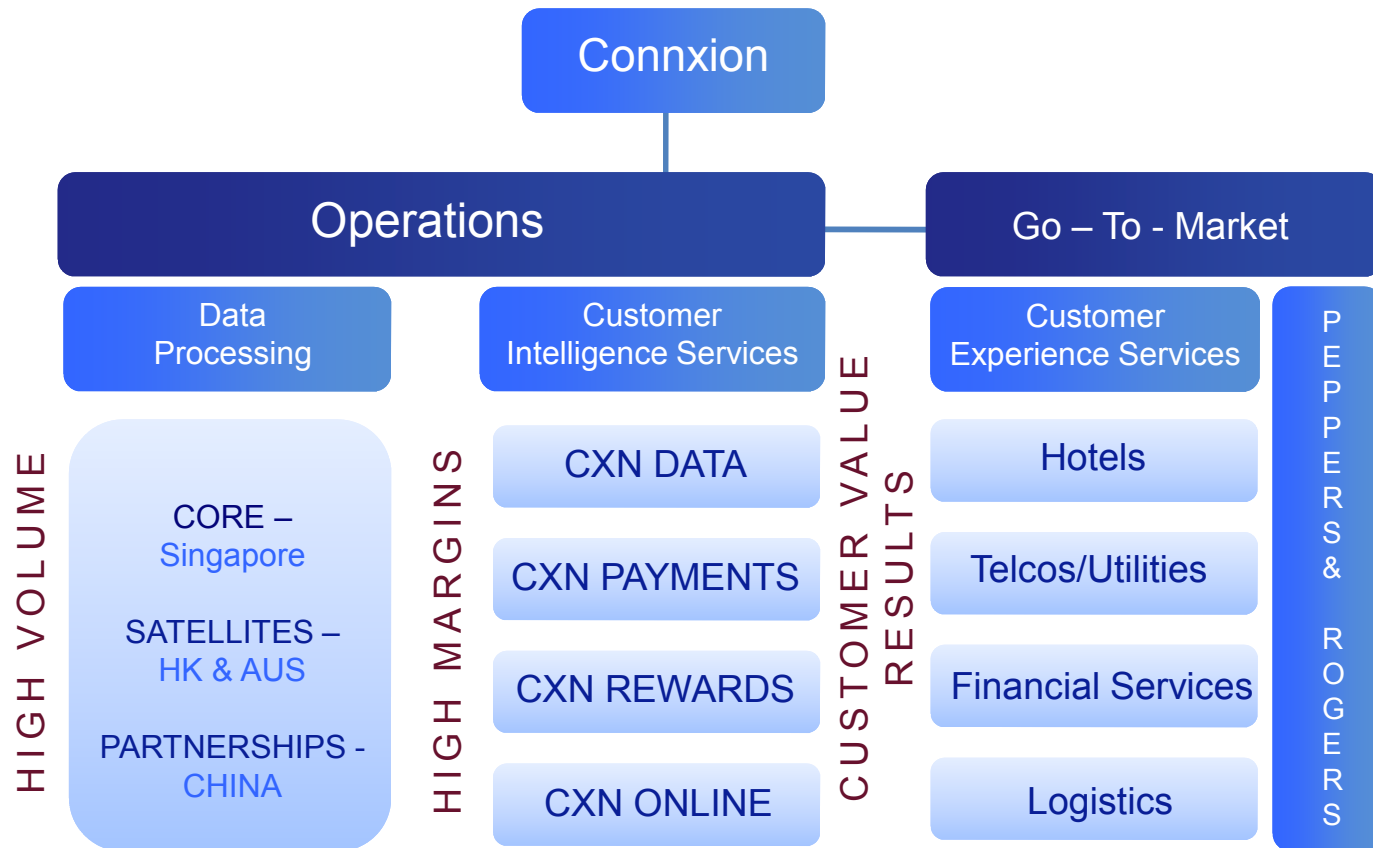 Connxion
Operations
Go – To - Market
Data
Processing
Customer
Intelligence Services
Customer
Experience Services
HIGH VOLUME
CORE –
Singapore
SATELLITES –
HK & AUS
PARTNERSHIPS -
CHINA
HIGH MARGINS
CXN DATA
CXN PAYMENTS
CXN REWARDS
CXN ONLINE
CUSTOMER VALUE
RESULTS
Hotels
Telcos/Utilities
Financial Services
Logistics
PEPPERS& ROGERS